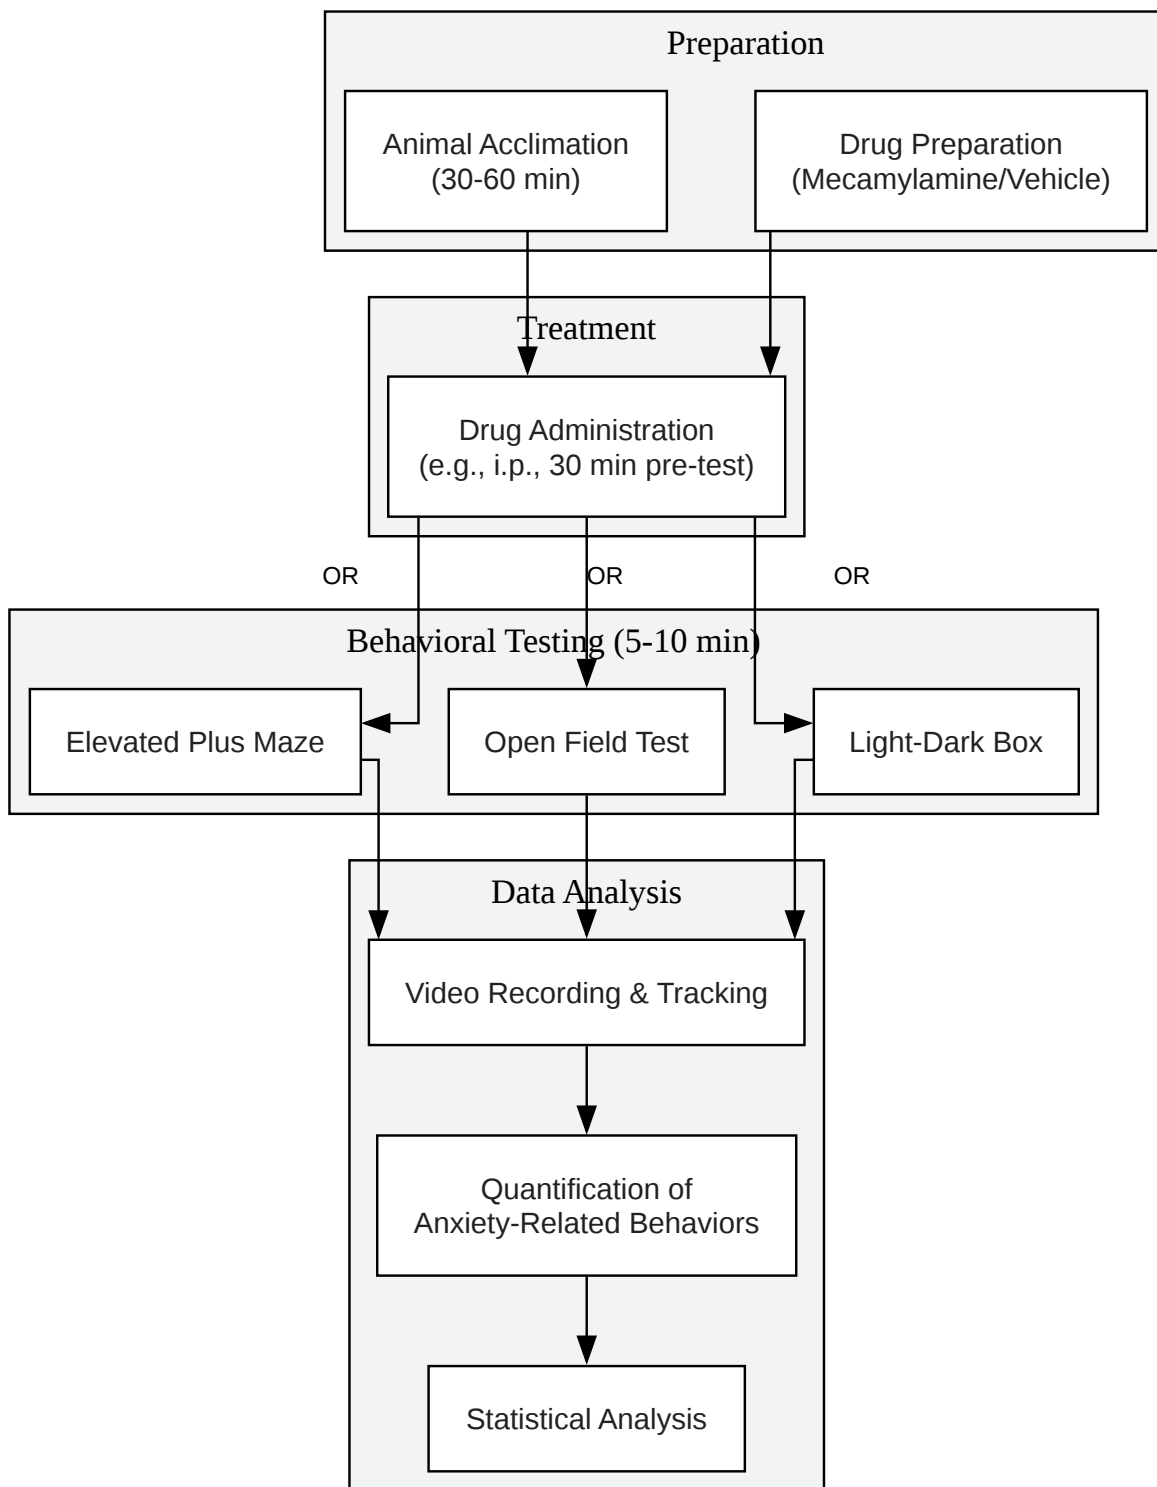 Preparation
Animal Acclimation
(30-60 min)
Drug Preparation
(Mecamylamine/Vehicle)
Treatment
Drug Administration
(e.g., i.p., 30 min pre-test)
OR
OR
OR
Behavioral Testing (5-10 min)
Elevated Plus Maze
Open Field Test
Light-Dark Box
Data Analysis
Video Recording & Tracking
Quantification of
Anxiety-Related Behaviors
Statistical Analysis